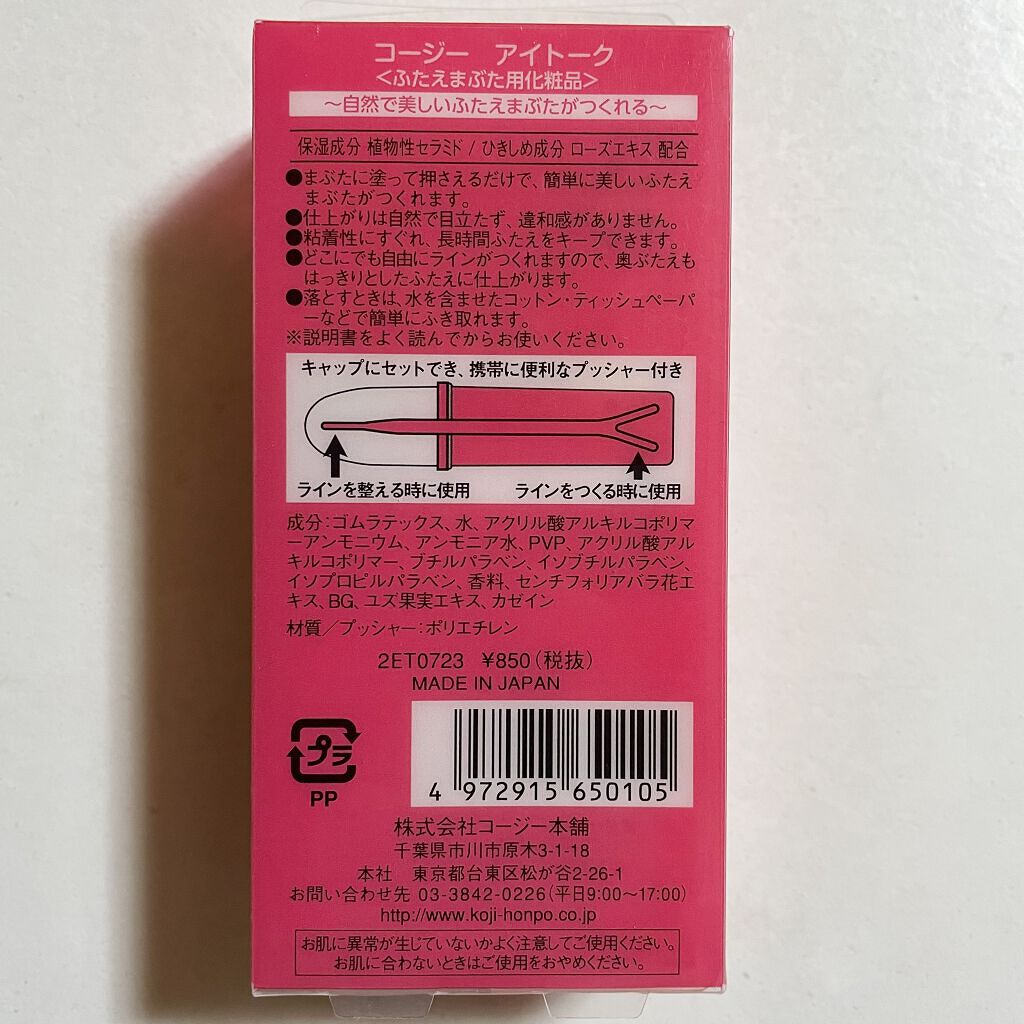 コージー　アイトーク
<ふたえまぶた用化粧品>
～自然で美しいふたえまぶたがつくれる～
保湿成分 植物性セラミド / ひきしめ成分 ローズエキス 配合
●まぶたに塗って押さえるだけで、簡単に美しいふたえ
まぶたがつくれます。
●仕上がりは自然で目立たず、違和感がありません。
●粘着性にすぐれ、長時間ふたえをキープできます。
●どこにでも自由にラインがつくれますので、奥ぶたえも
はっきりとしたふたえに仕上がります。
●落とすときは、水を含ませたコットン・ティッシュペーパ
ーなどで簡単にふき取れます。
※説明書をよく読んでからお使いください。
キャップにセットでき、携帯に便利なプッシャー付き
ラインを整える時に使用
ラインをつくる時に使用
成分：ゴムラテックス、水、アクリル酸アルキルコポリマ
ーアンモニウム、アンモニア水、PVP、アクリル酸アル
キルコポリマー、ブチルパラベン、イソブチルパラベン、
イソプロピルパラベン、香料、センチフォリアバラ花エ
キス、BG、ユズ果実エキス、カゼイン
材質／プッシャー：ポリエチレン
2ET0723 ¥850（税抜）
MADE IN JAPAN
プラ
PP
4 972915 650105
株式会社コージー本舗
千葉県市川市原木3-1-18
本社　東京都台東区松が谷2-26-1
お問い合わせ先 03-3842-0226（平日9:00～17:00）
http://www.koji-honpo.co.jp
お肌に異常が生じていないかよく注意してご使用ください。
お肌に合わないときはご使用をおやめください。